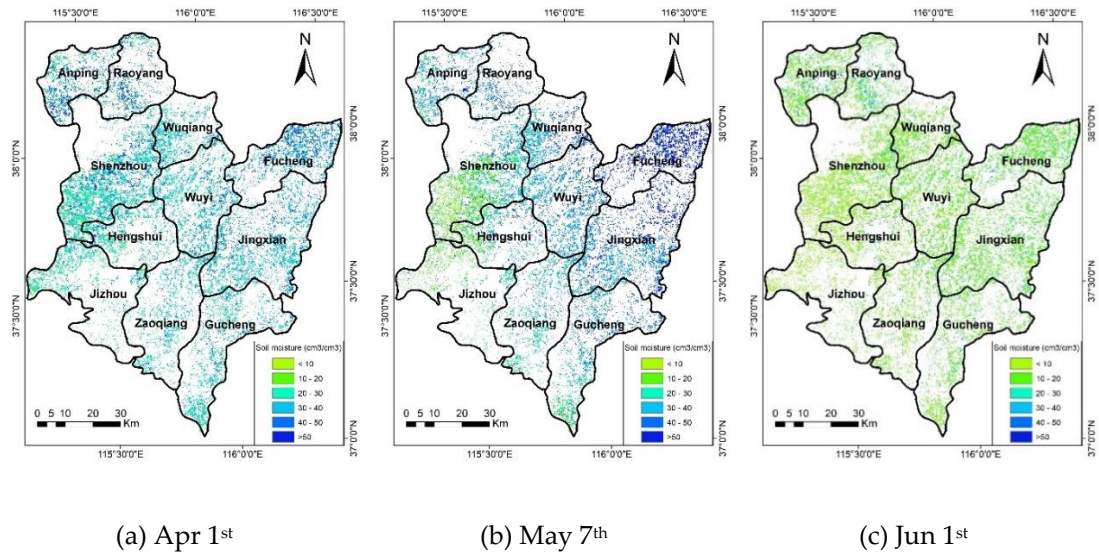 115°30'0"E 116°0'0"E 116°30'0"E
N
Anping
Raoyang
Wuqiang
Shenzhou
Fucheng
Wuyi
Hengshui
Jingxian
Jizhou
Zaoqiang
Gucheng
38°0'0"N
37°30'0"N
37°0'0"N
Soil moisture (cm3/cm3)
< 10
10 - 20
20 - 30
30 - 40
40 - 50
>50
0 5 10 20 30
Km
115°30'0"E 116°0'0"E
(a) Apr 1st
115°30'0"E 116°0'0"E 116°30'0"E
N
Anping
Raoyang
Wuqiang
Shenzhou
Fucheng
Wuyi
Hengshui
Jingxian
Jizhou
Zaoqiang
Gucheng
38°0'0"N
37°30'0"N
37°0'0"N
Soil moisture (cm3/cm3)
< 10
10 - 20
20 - 30
30 - 40
40 - 50
>50
0 5 10 20 30
Km
115°30'0"E 116°0'0"E
(b) May 7th
115°30'0"E 116°0'0"E 116°30'0"E
N
Anping
Raoyang
Wuqiang
Shenzhou
Fucheng
Wuyi
Hengshui
Jingxian
Jizhou
Zaoqiang
Gucheng
38°0'0"N
37°30'0"N
37°0'0"N
Soil moisture (cm3/cm3)
< 10
10 - 20
20 - 30
30 - 40
40 - 50
>50
0 5 10 20 30
Km
115°30'0"E 116°0'0"E
(c) Jun 1st